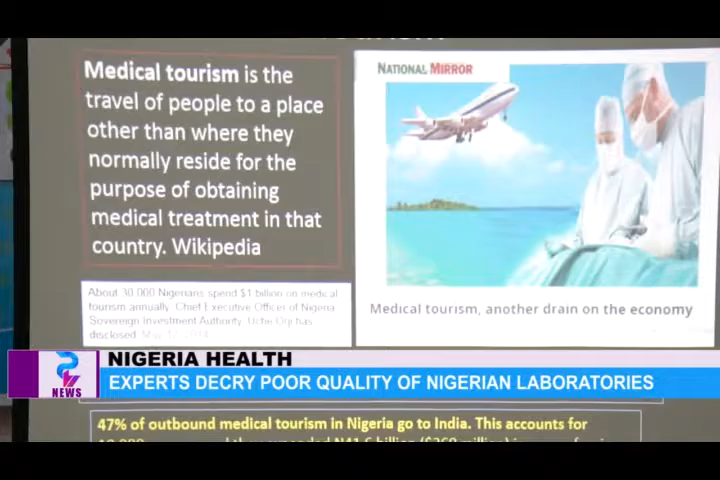 Medical tourism is the
travel of people to a place
other than where they
normally reside for the
purpose of obtaining
medical treatment in that
country. Wikipedia
NATIONAL MIRROR
Medical tourism, another drain on the economy
About 30,000 Nigerians spend $1 billion on medical
tourism annually. Chief Executive Officer of Nigeria
Sovereign Investment Authority, Uche Orji has
disclosed.
NEWS
NIGERIA HEALTH
EXPERTS DECRY POOR QUALITY OF NIGERIAN LABORATORIES
47% of outbound medical tourism in Nigeria go to India. This accounts for